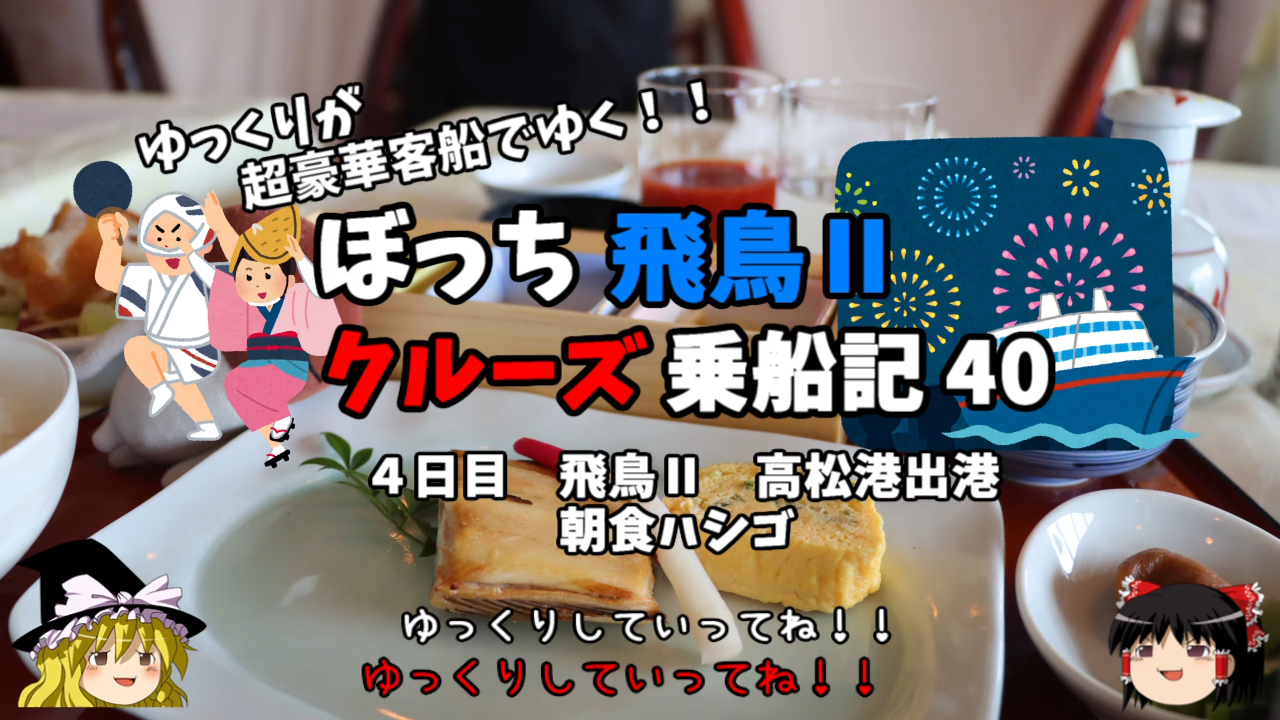 ゆっくりが
超豪華客船でゆく！！
ぼっち 飛鳥Ⅱ
クルーズ 乗船記 40
４日目　飛鳥Ⅱ　高松港出港
朝食ハシゴ
ゆっくりしていってね！！
ゆっくりしていってね！！